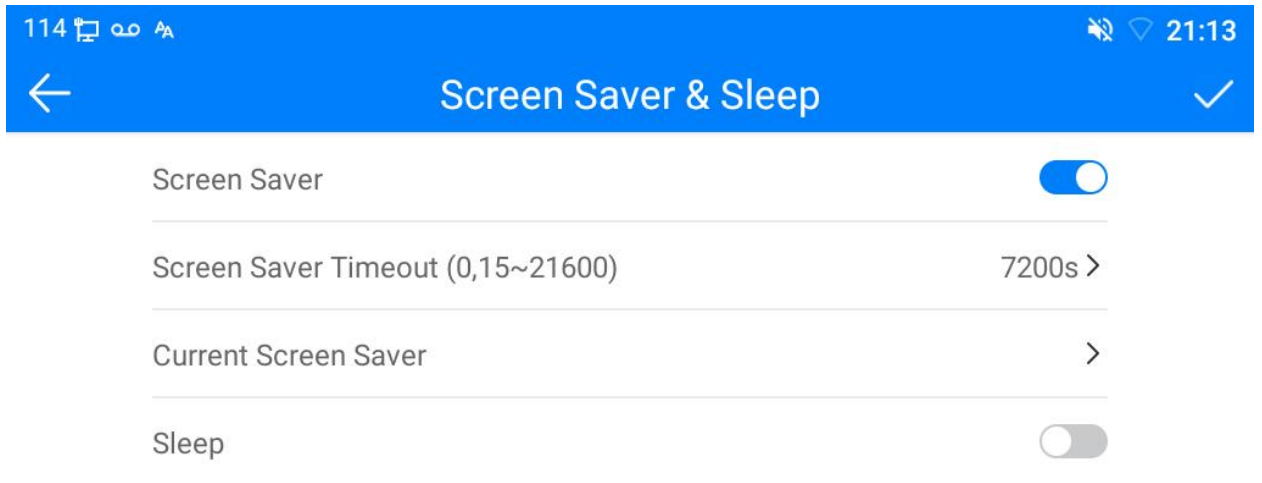 114 AA 21:13
Screen Saver & Sleep
Screen Saver
Screen Saver Timeout (0,15~21600) 7200s
Current Screen Saver
Sleep